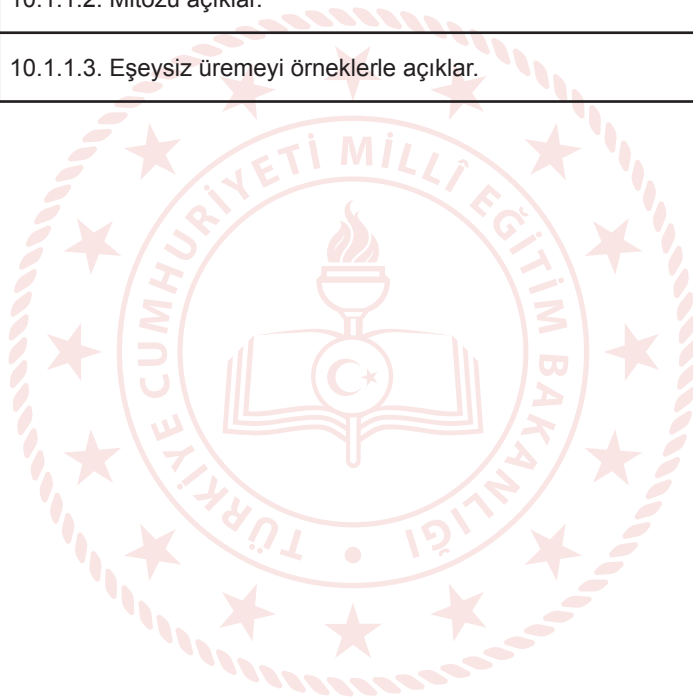 10.1.1.2. Mitozu açıklar.
10.1.1.3. Eşeysiz üremeyi örneklerle açıklar.
TÜRKİYE CUMHURİYETİ MİLLÎ EĞİTİM BAKANLIĞI